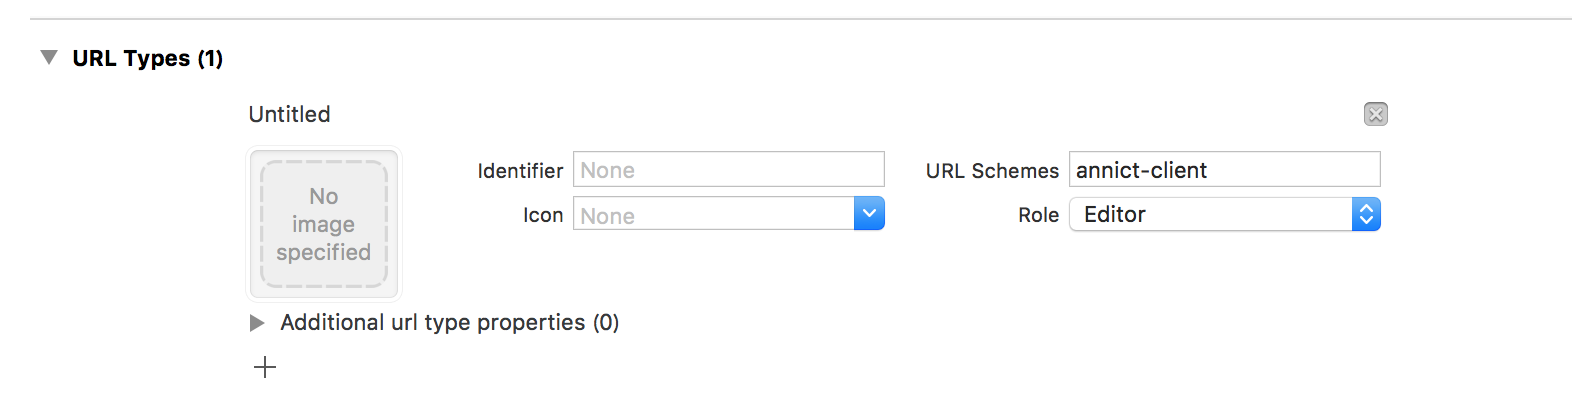 URL Types (1)
Untitled
No
image
specified
Identifier None
URL Schemes annict-client
Icon None
Role Editor
Additional url type properties (0)